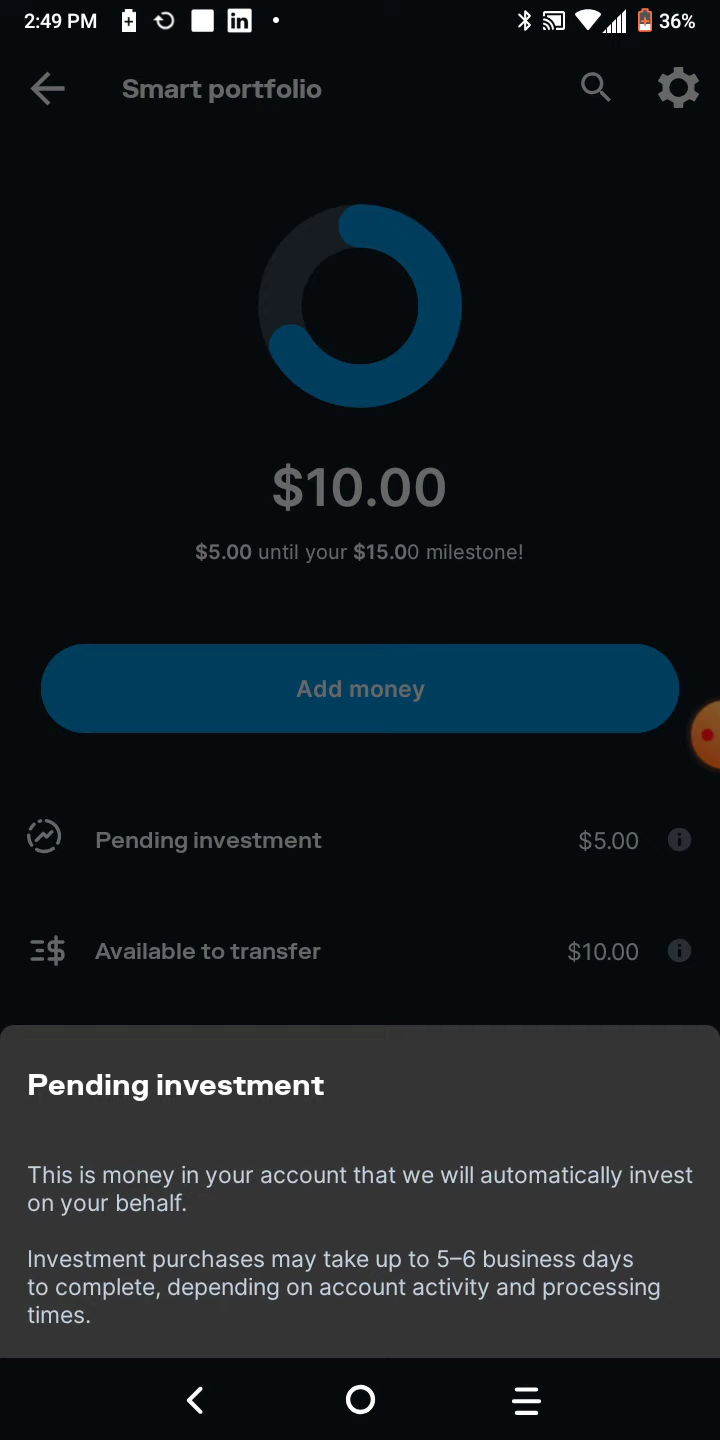 2:49 PM
36%
Smart portfolio
$10.00
$5.00 until your $15.00 milestone!
Add money
Pending investment $5.00
Available to transfer $10.00
Pending investment
This is money in your account that we will automatically invest
on your behalf.
Investment purchases may take up to 5–6 business days
to complete, depending on account activity and processing
times.